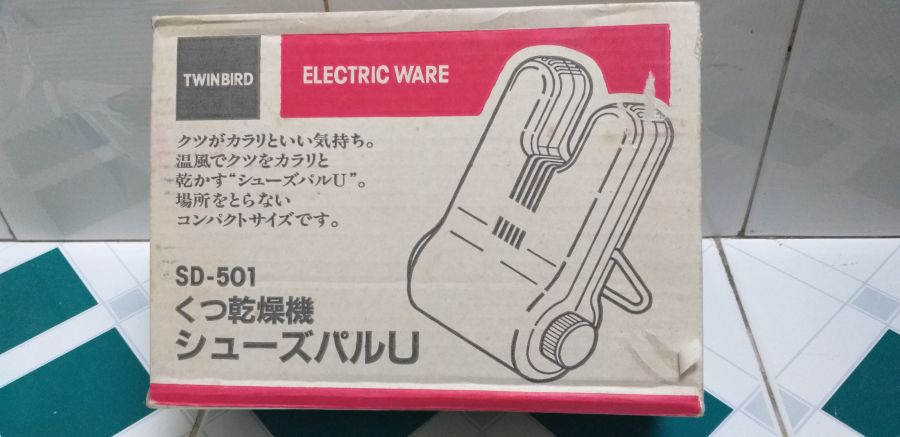 TWINBIRD
ELECTRIC WARE
クツがカラリといい気持ち。
温風でクツをカラリと
乾かす“シューズパルU”。
場所をとらない
コンパクトサイズです。
SD-501
くつ乾燥機
シューズパルU